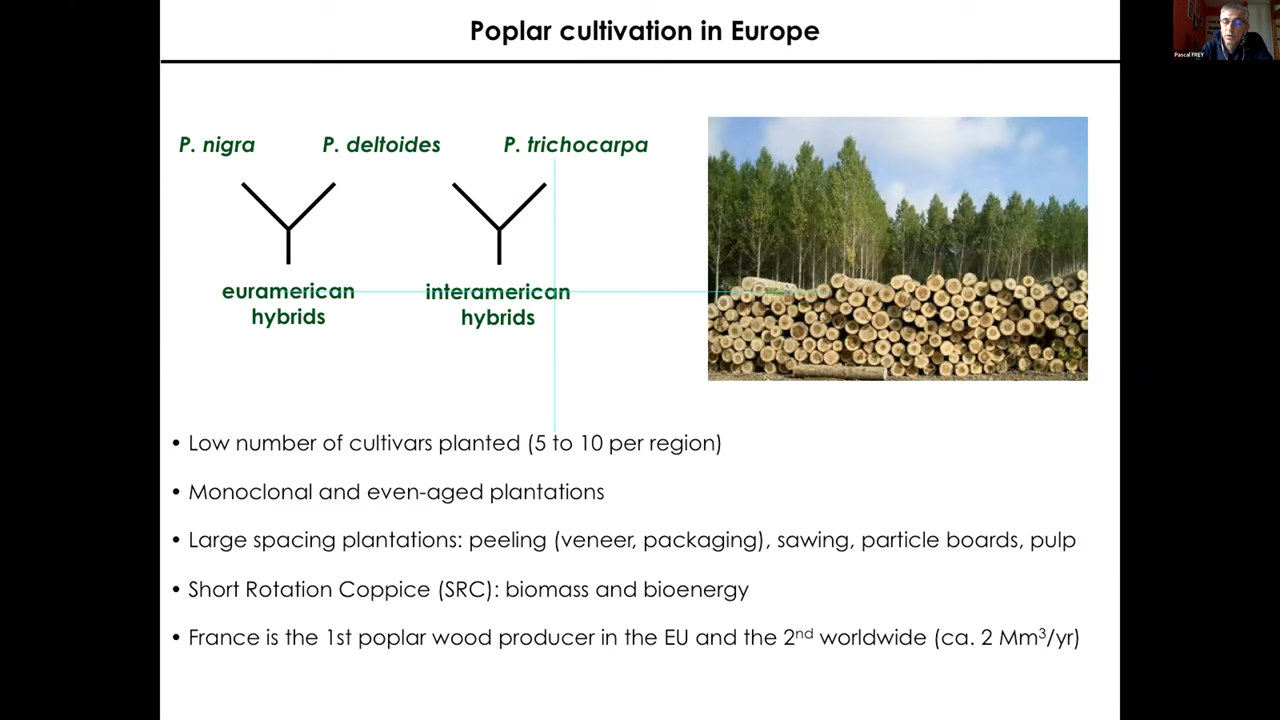 Poplar cultivation in Europe
Pascal FREY
P. nigra P. deltoides P. trichocarpa
euramerican hybrids
interamerican hybrids
• Low number of cultivars planted (5 to 10 per region)
• Monoclonal and even-aged plantations
• Large spacing plantations: peeling (veneer, packaging), sawing, particle boards, pulp
• Short Rotation Coppice (SRC): biomass and bioenergy
• France is the 1st poplar wood producer in the EU and the 2nd worldwide (ca. 2 Mm³/yr)